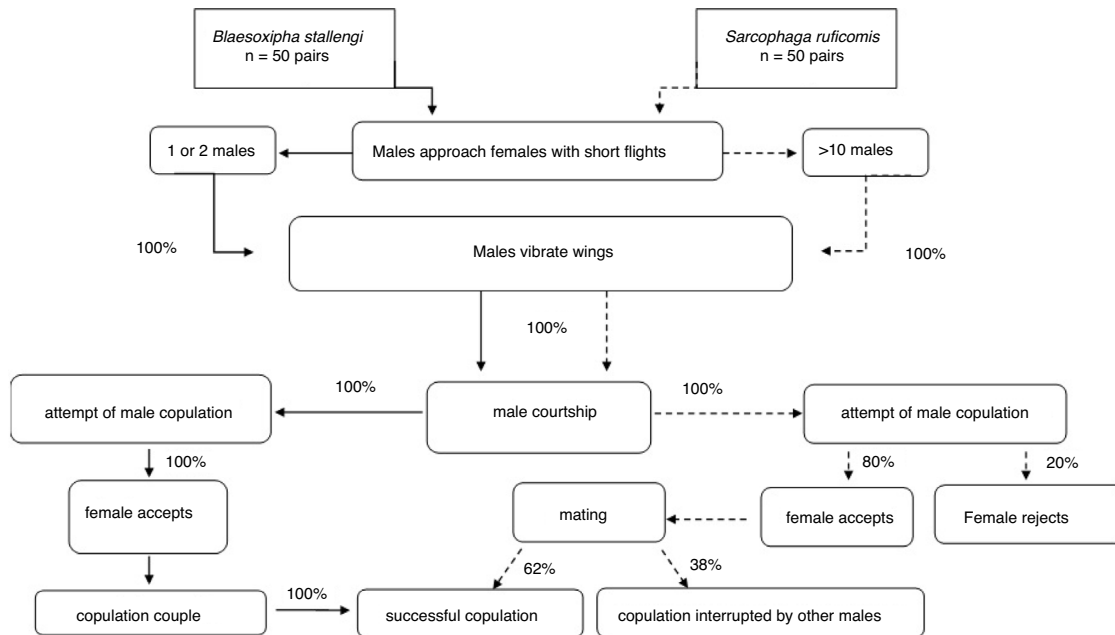 Blaesoxipha stallengi
n = 50 pairs
Sarcophaga ruficomis
n = 50 pairs
1 or 2 males
Males approach females with short flights
>10 males
100%
Males vibrate wings
100%
100%
100%
100%
attempt of male copulation
male courtship
attempt of male copulation
100%
80%
20%
female accepts
mating
female accepts
Female rejects
62%
38%
100%
copulation couple
successful copulation
copulation interrupted by other males